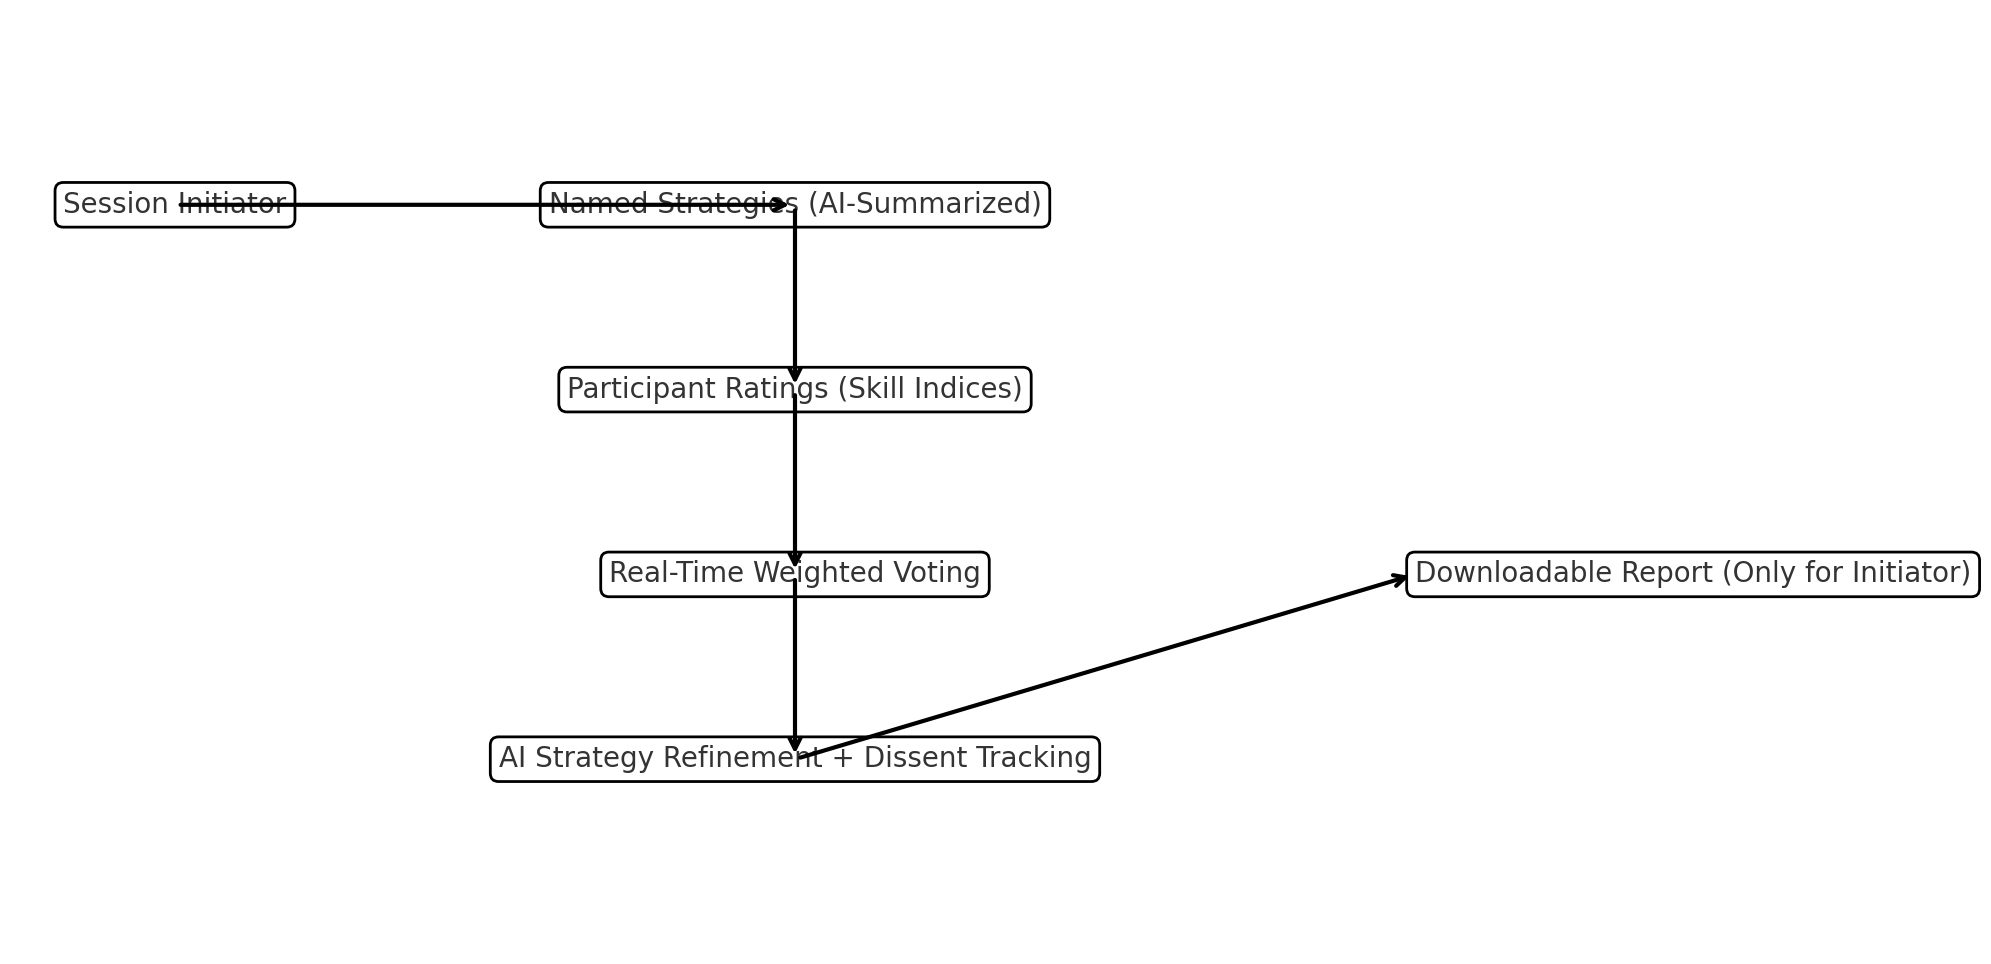 Session Initiator
Named Strategies (AI-Summarized)
Participant Ratings (Skill Indices)
Real-Time Weighted Voting
Downloadable Report (Only for Initiator)
AI Strategy Refinement + Dissent Tracking